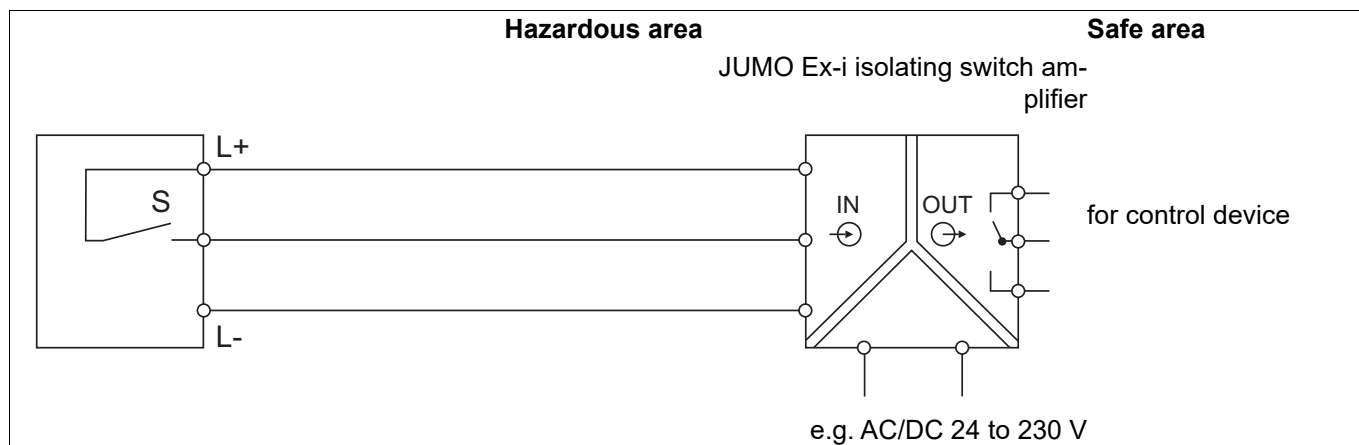 Hazardous area
Safe area
JUMO Ex-i isolating switch am-
plifier
L+
S
IN
OUT
for control device
L-
e.g. AC/DC 24 to 230 V